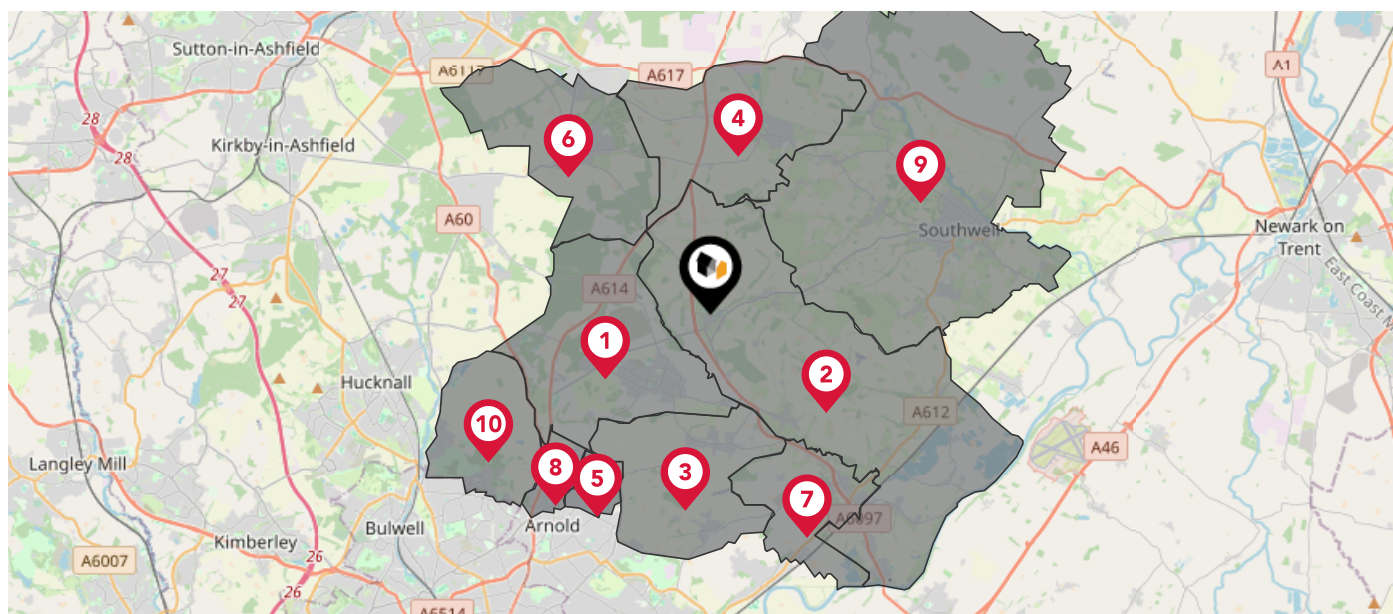 Sutton-in-Ashfield
A6117
A617
A1
28
28
6
4
9
Kirkby-in-Ashfield
A60
Southwell
Newark on
Trent
27
27
A614
East Coast M
1
2
Hucknall
A612
10
A46
Langley Mill
8
5
3
7
Bulwell
Arnold
A6097
Kimberley
A6007
26
26
A6514